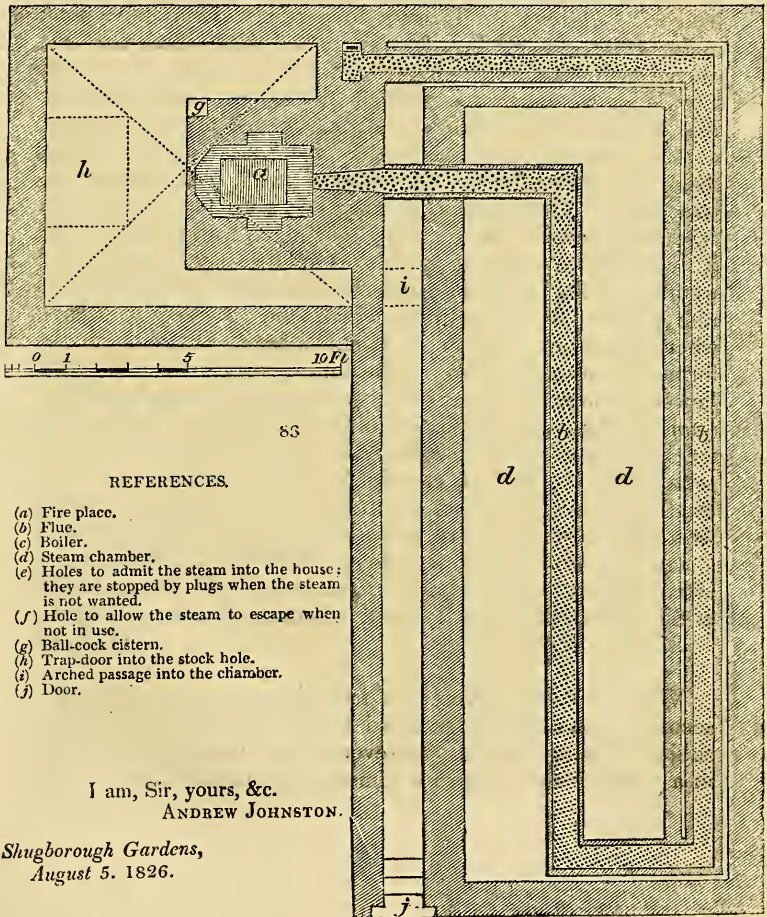 g
h
a
i
0 1 5 10 Ft
83
b b
d d
REFERENCES.
(a) Fire place.
(b) Flue.
(c) Boiler.
(d) Steam chamber.
(e) Holes to admit the steam into the house;
they are stopped by plugs when the steam
is not wanted.
(f) Hole to allow the steam to escape when
not in use.
(g) Ball-cock cistern.
(h) Trap-door into the stock hole.
(i) Arched passage into the chamber.
(j) Door.
I am, Sir, yours, &c.
ANDREW JOHNSTON.
Shugborough Gardens,
August 5. 1826.
j